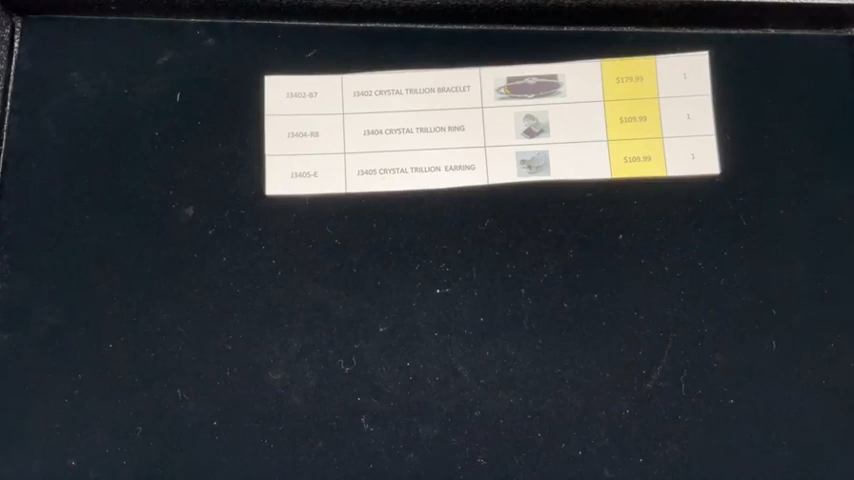 J3402-B7 J3402 CRYSTAL TRILLION BRACELET $179.99 1
J3404-R8 J3404 CRYSTAL TRILLION RING $109.99 1
J3405-E J3405 CRYSTAL TRILLION EARRING $109.99 1